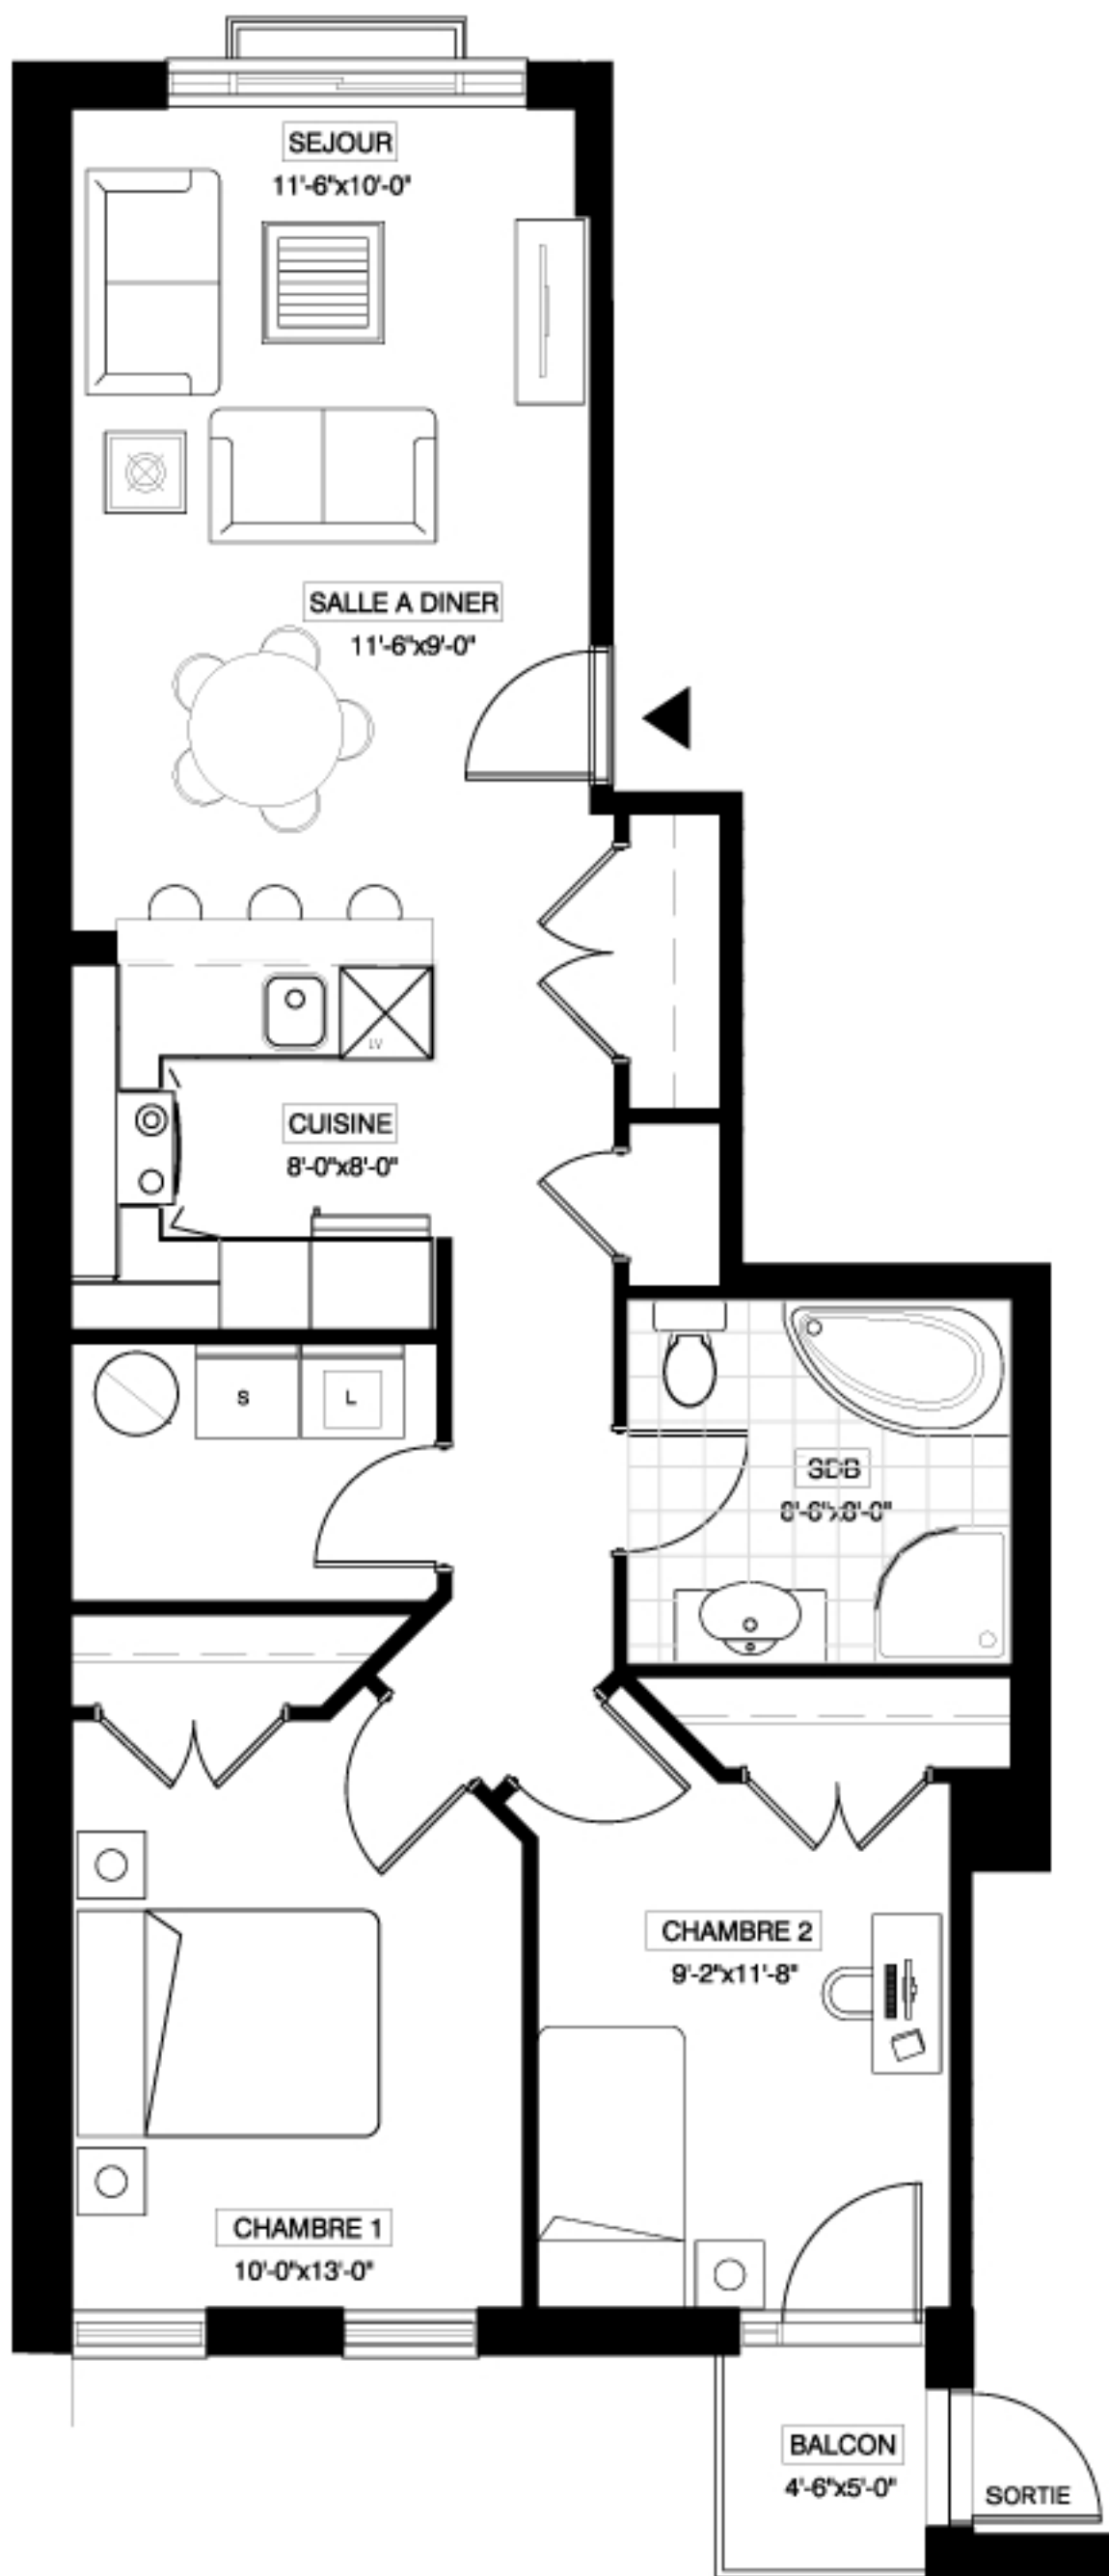 SEJOUR
11'-6"x10'-0"
SALLE A DINER
11'-6"x9'-0"
LV
CUISINE
8'-0"x8'-0"
S
L
SDB
8'-6"x8'-0"
CHAMBRE 2
9'-2"x11'-8"
CHAMBRE 1
10'-0"x13'-0"
BALCON
4'-6"x5'-0"
SORTIE